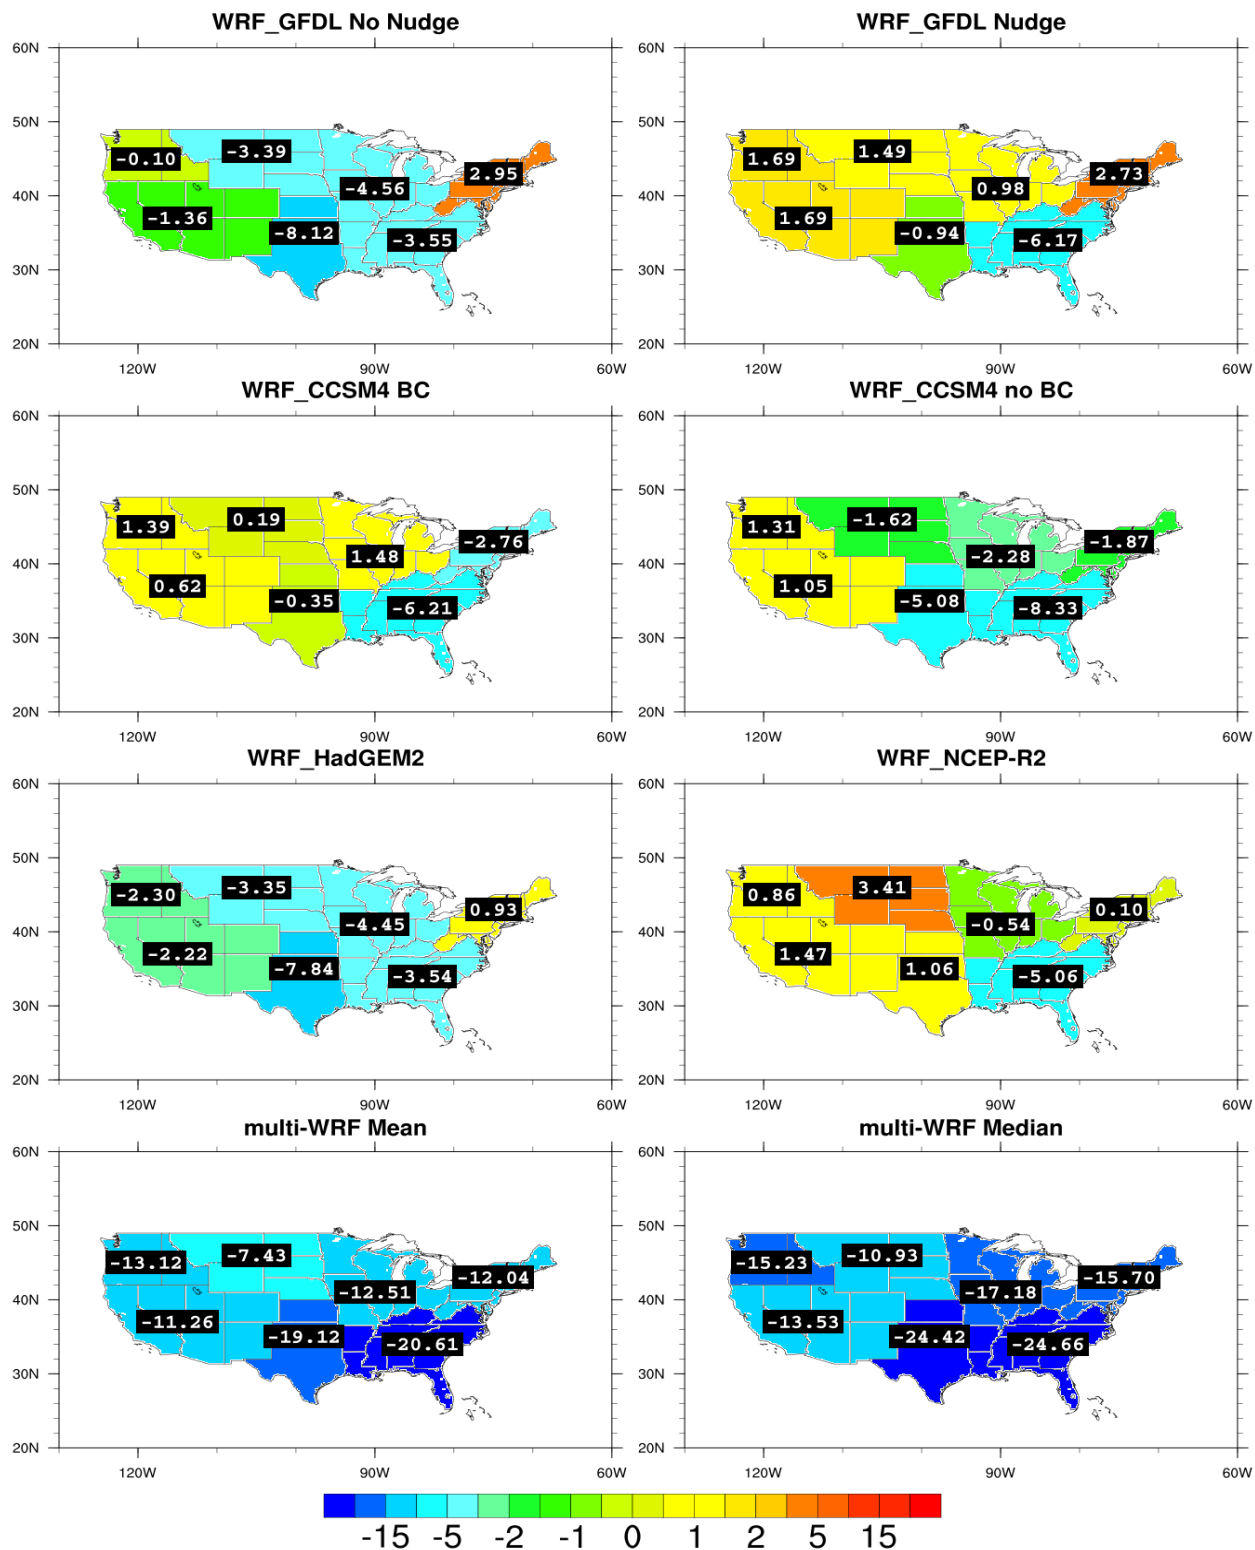 WRF_GFDL No Nudge
WRF_GFDL Nudge
60N
50N
40N
30N
20N
120W
90W
60W
-0.10
-3.39
-4.56
2.95
-1.36
-8.12
-3.55
60N
50N
40N
30N
20N
120W
90W
60W
1.69
1.49
0.98
2.73
1.69
-0.94
-6.17
WRF_CCSM4 BC
WRF_CCSM4 no BC
60N
50N
40N
30N
20N
120W
90W
60W
1.39
0.19
1.48
-2.76
0.62
-0.35
-6.21
60N
50N
40N
30N
20N
120W
90W
60W
1.31
-1.62
-2.28
-1.87
1.05
-5.08
-8.33
WRF_HadGEM2
WRF_NCEP-R2
60N
50N
40N
30N
20N
120W
90W
60W
-2.30
-3.35
-4.45
0.93
-2.22
-7.84
-3.54
60N
50N
40N
30N
20N
120W
90W
60W
0.86
3.41
-0.54
0.10
1.47
1.06
-5.06
multi-WRF Mean
multi-WRF Median
60N
50N
40N
30N
20N
120W
90W
60W
-13.12
-7.43
-12.51
-12.04
-11.26
-19.12
-20.61
60N
50N
40N
30N
20N
120W
90W
60W
-15.23
-10.93
-17.18
-15.70
-13.53
-24.42
-24.66
-15 -5 -2 -1 0 1 2 5 15